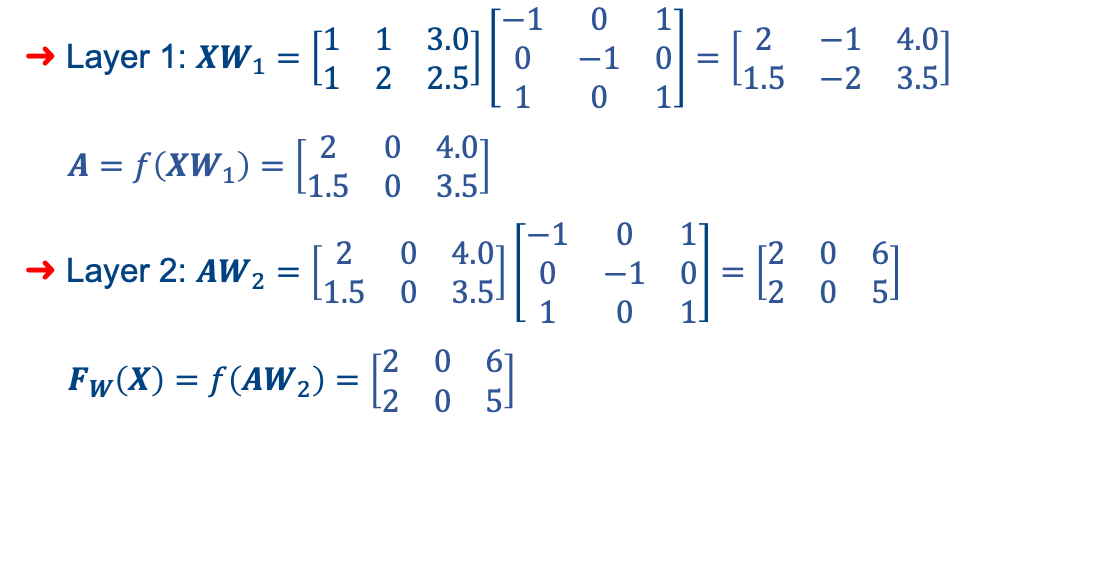 ➜ Layer 1: XW₁ = [1 1 3.0; 1 2 2.5] [−1 0 1; 0 −1 0; 1 0 1] = [2 −1 4.0; 1.5 −2 3.5]
A = f(XW₁) = [2 0 4.0; 1.5 0 3.5]
➜ Layer 2: AW₂ = [2 0 4.0; 1.5 0 3.5] [−1 0 1; 0 −1 0; 1 0 1] = [2 0 6; 2 0 5]
F_W(X) = f(AW₂) = [2 0 6; 2 0 5]